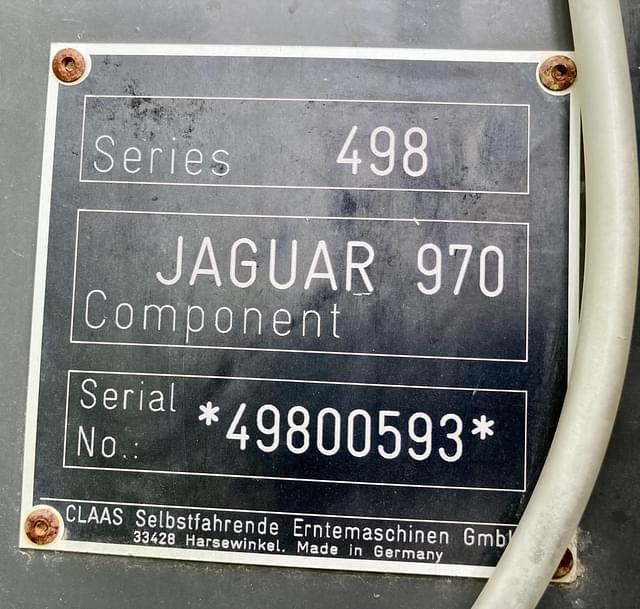 Series 498
JAGUAR 970
Component
Serial
No.: *49800593*
CLAAS Selbstfahrende Erntemaschinen
33428 Harsewinkel. Made in Germany